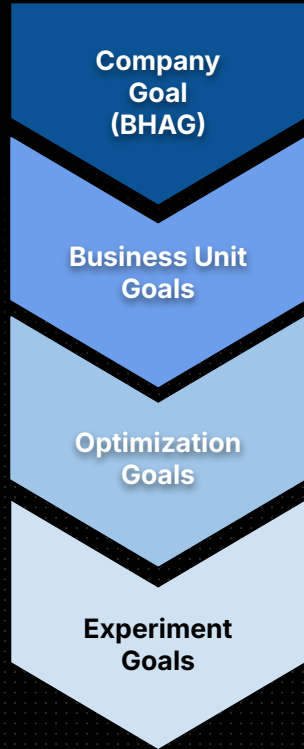 Company
Goal
(BHAG)
Business Unit
Goals
Optimization
Goals
Experiment
Goals